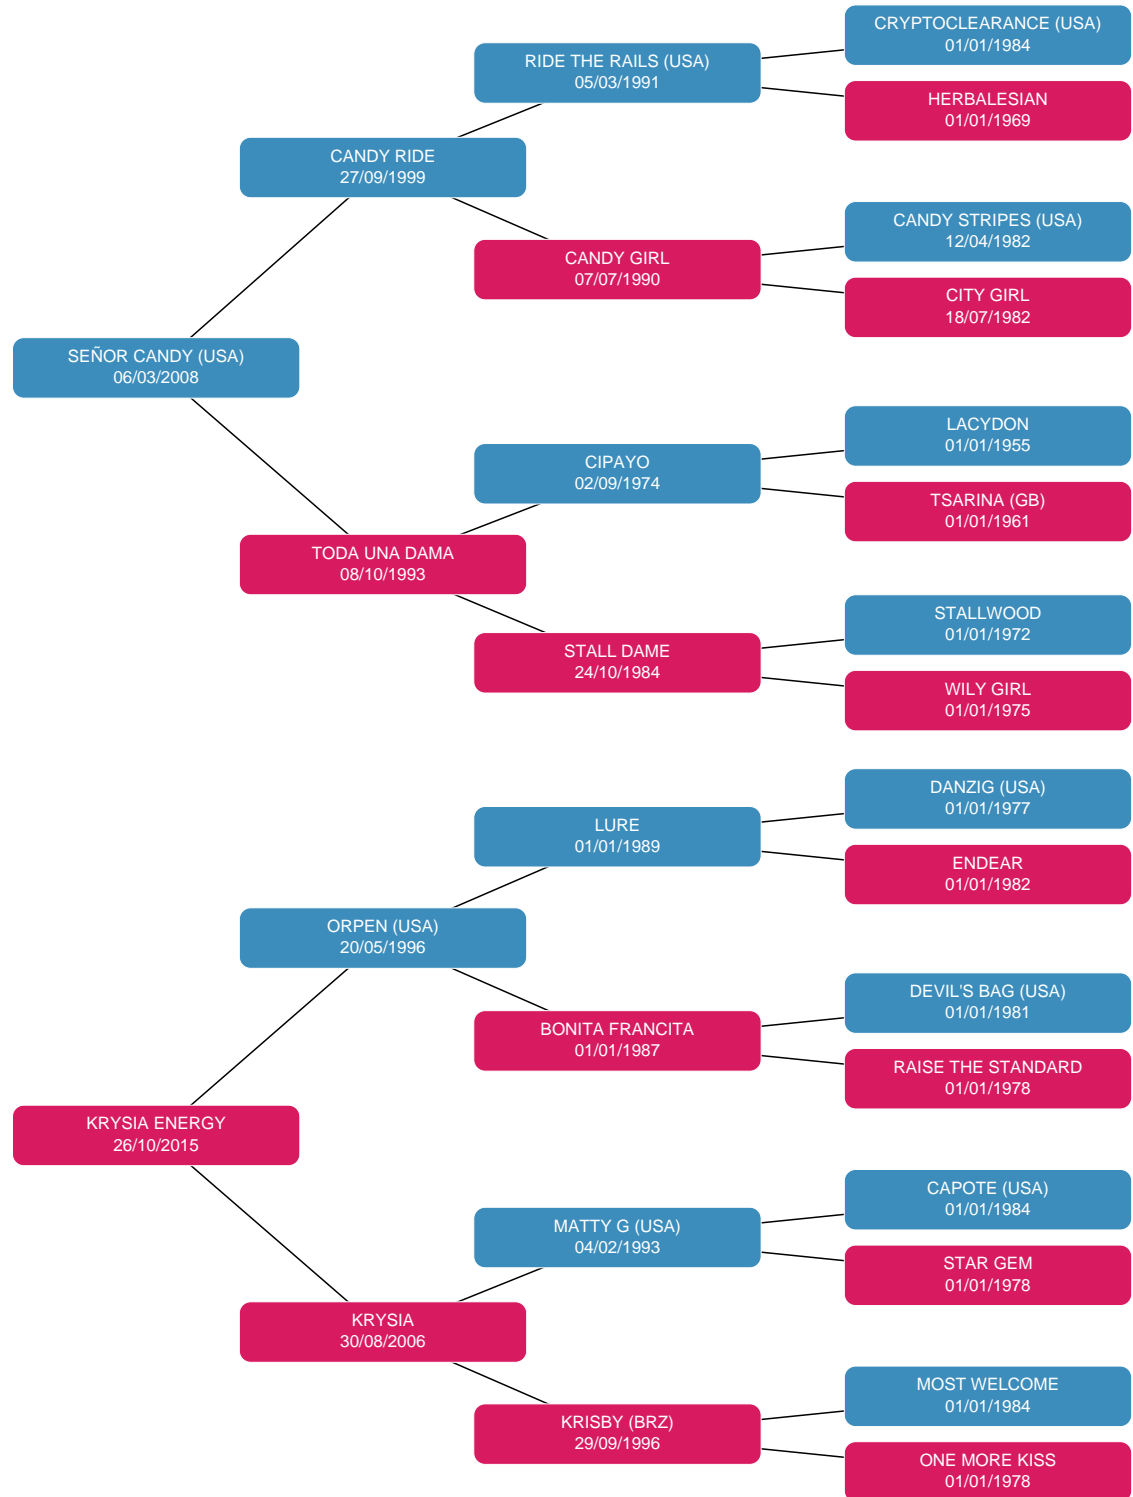 CRYPTOCLEARANCE (USA)
01/01/1984
RIDE THE RAILS (USA)
05/03/1991
HERBALESIAN
01/01/1969
CANDY RIDE
27/09/1999
CANDY STRIPES (USA)
12/04/1982
CANDY GIRL
07/07/1990
CITY GIRL
18/07/1982
SEÑOR CANDY (USA)
06/03/2008
LACYDON
01/01/1955
CIPAYO
02/09/1974
TSARINA (GB)
01/01/1961
TODA UNA DAMA
08/10/1993
STALLWOOD
01/01/1972
STALL DAME
24/10/1984
WILY GIRL
01/01/1975
DANZIG (USA)
01/01/1977
LURE
01/01/1989
ENDEAR
01/01/1982
ORPEN (USA)
20/05/1996
DEVIL'S BAG (USA)
01/01/1981
BONITA FRANCITA
01/01/1987
RAISE THE STANDARD
01/01/1978
KRYSIA ENERGY
26/10/2015
CAPOTE (USA)
01/01/1984
MATTY G (USA)
04/02/1993
STAR GEM
01/01/1978
KRYSIA
30/08/2006
MOST WELCOME
01/01/1984
KRISBY (BRZ)
29/09/1996
ONE MORE KISS
01/01/1978